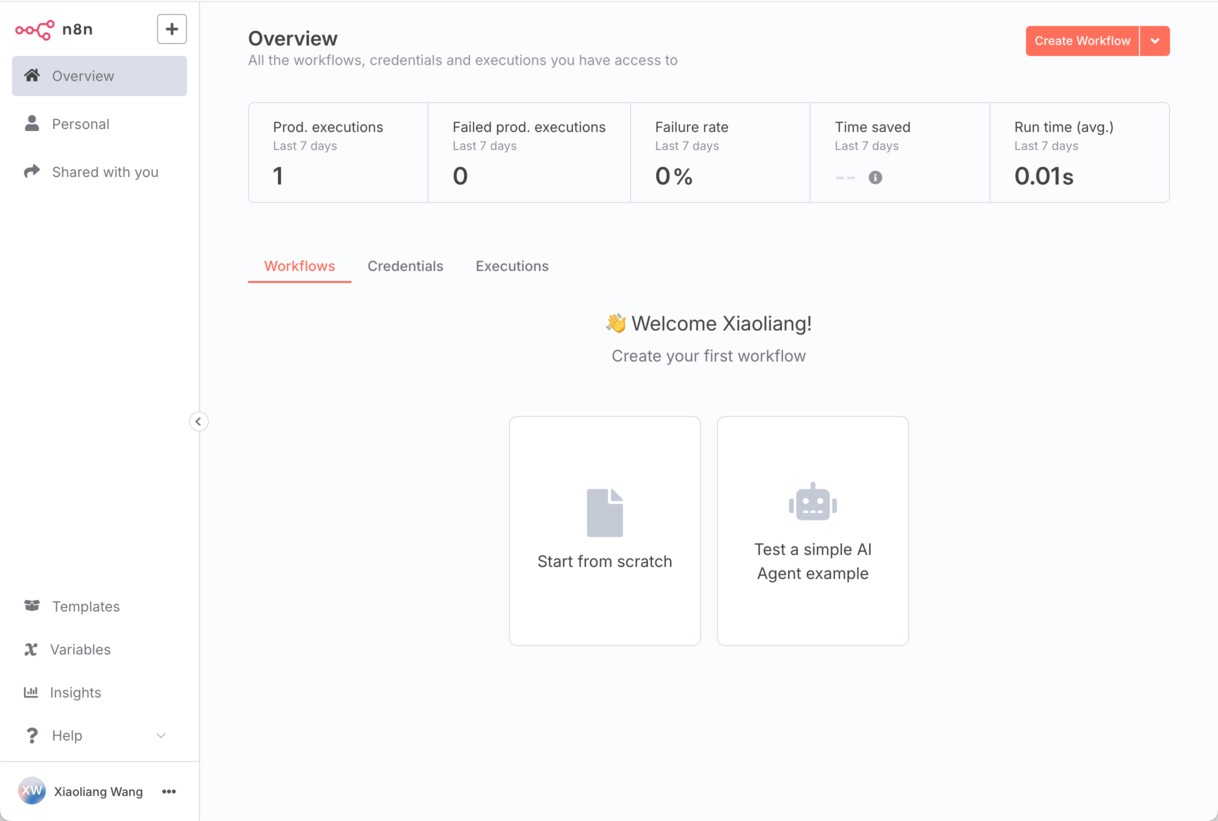 n8n
Overview
Personal
Shared with you
Templates
Variables
Insights
Help
XW
Xiaoliang Wang
Overview
All the workflows, credentials and executions you have access to
Create Workflow
Prod. executions
Last 7 days
1
Failed prod. executions
Last 7 days
0
Failure rate
Last 7 days
0%
Time saved
Last 7 days
--
Run time (avg.)
Last 7 days
0.01s
Workflows
Credentials
Executions
👋 Welcome Xiaoliang!
Create your first workflow
Start from scratch
Test a simple AI
Agent example